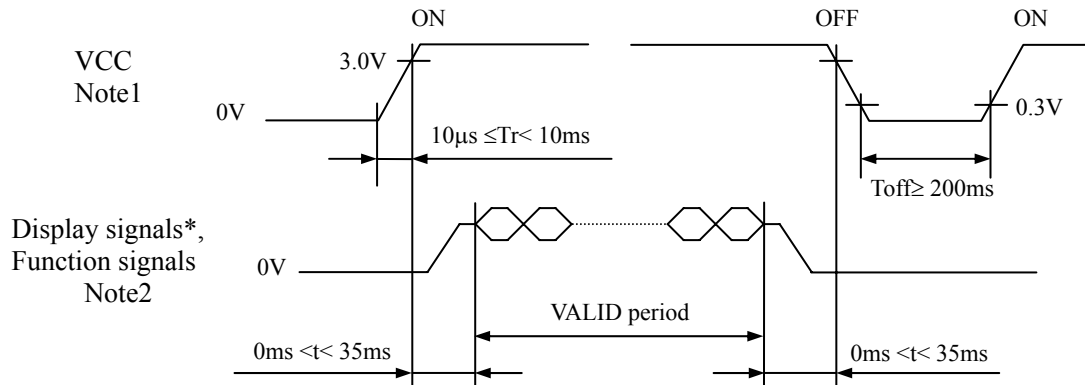 ON
OFF
ON
VCC
Note1
3.0V
0V
0.3V
10μs ≤Tr< 10ms
Toff≥ 200ms
Display signals*,
Function signals
Note2
0V
VALID period
0ms <t< 35ms
0ms <t< 35ms